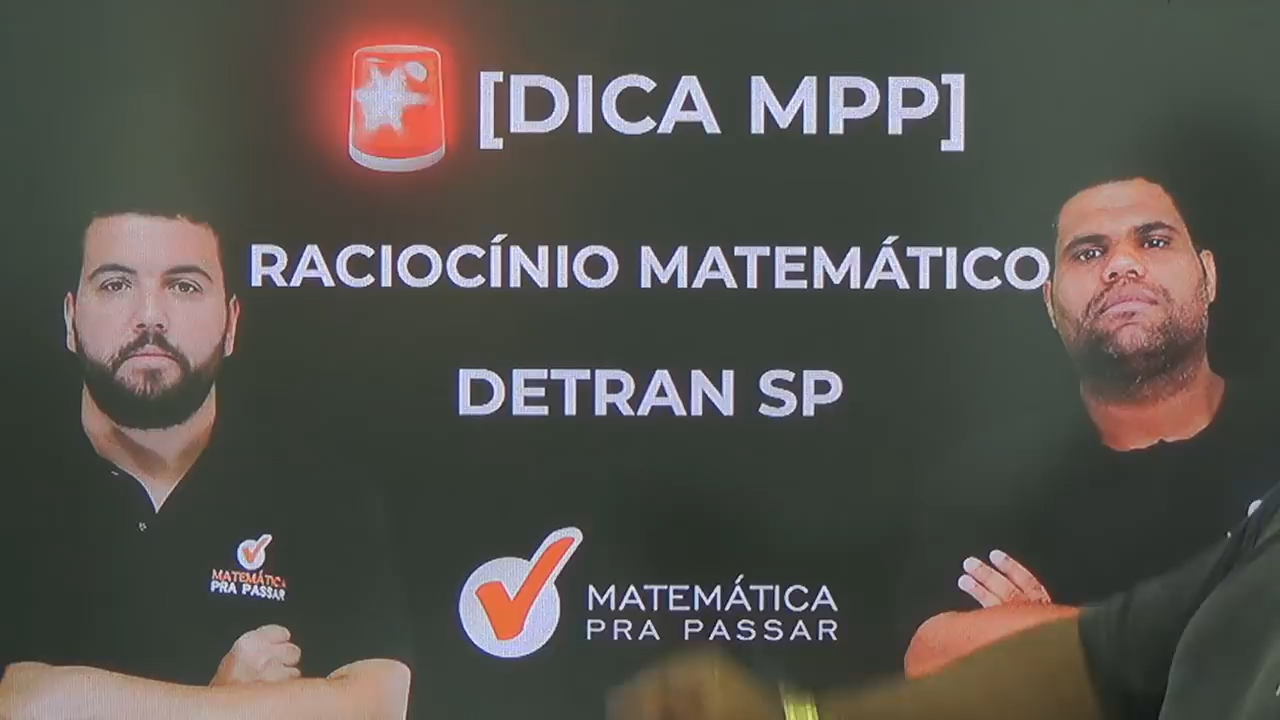 [DICA MPP]
RACIOCÍNIO MATEMÁTICO
DETRAN SP
MATEMÁTICA
PRA PASSAR
MATEMÁTICA
PRA PASSAR